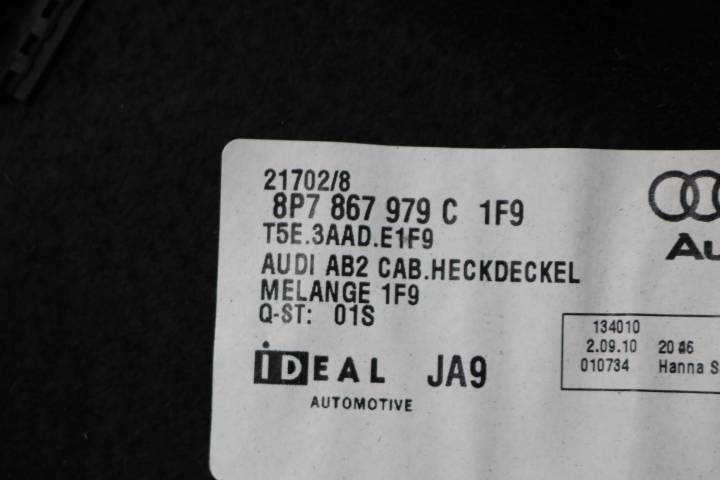 21702/8
8P7 867 979 C 1F9
T5E.3AAD.E1F9
AUDI AB2 CAB.HECKDECKEL
MELANGE 1F9
Q-ST: 01S
iDEAL JA9
AUTOMOTIVE
Au
134010
2.09.10
010734 Hanna S